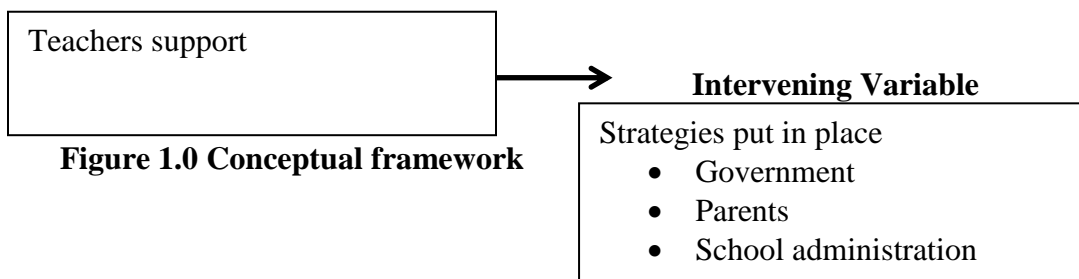 Teachers support
Intervening Variable
Figure 1.0 Conceptual framework
Strategies put in place
• Government
• Parents
• School administration